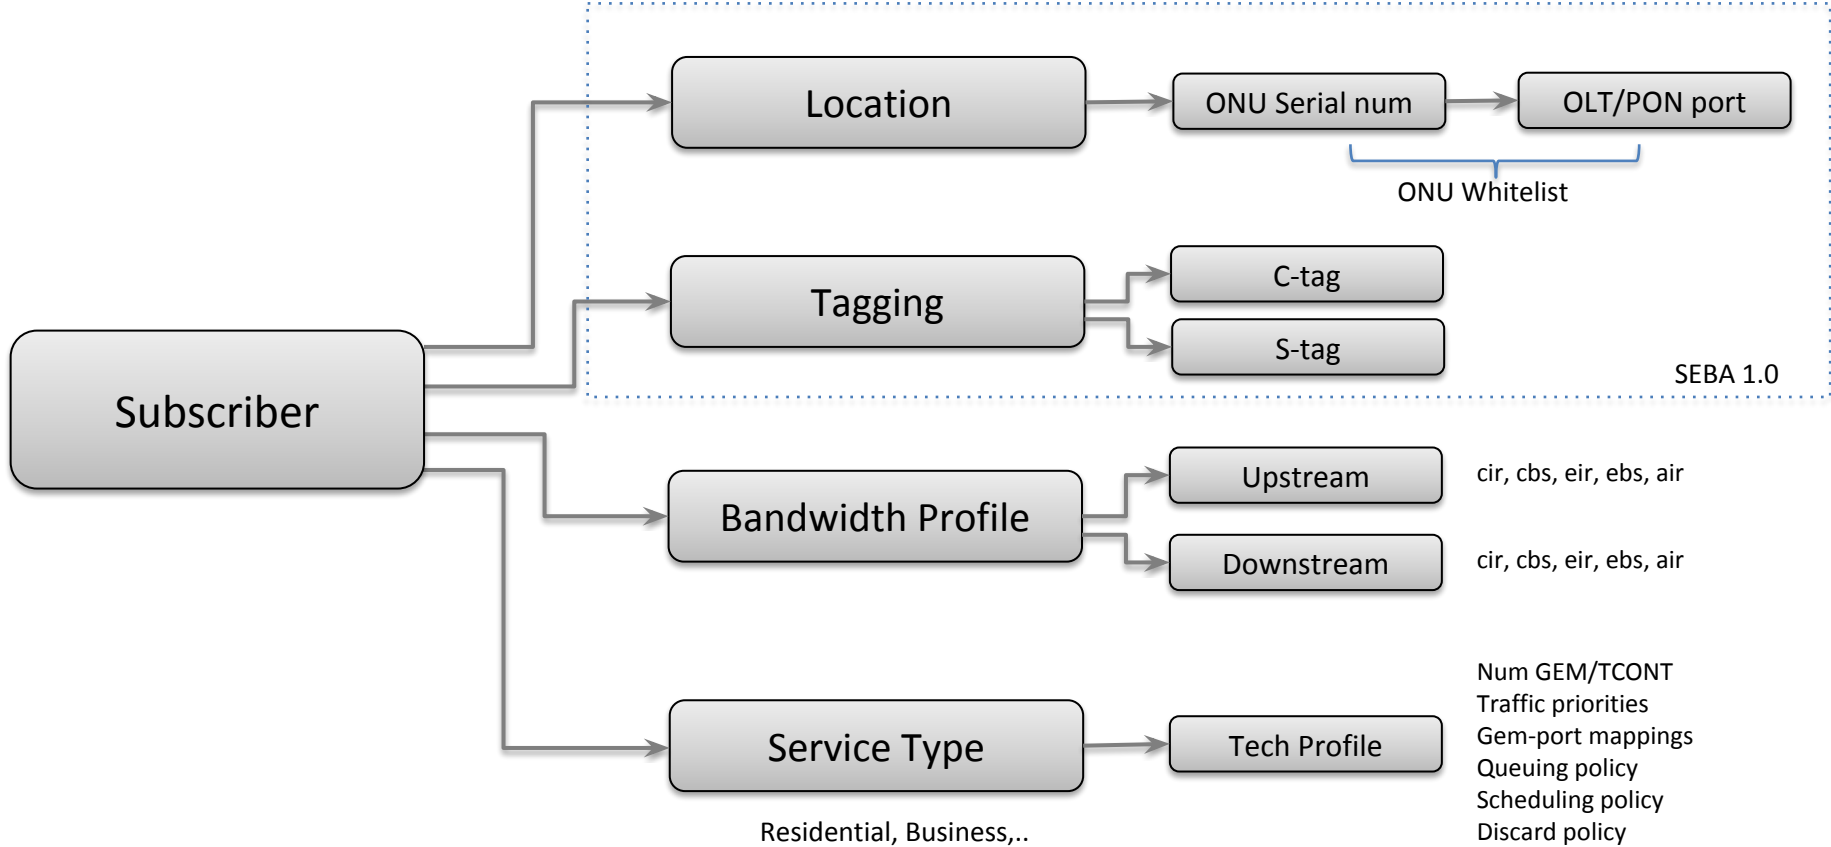 Location
ONU Serial num
OLT/PON port
ONU Whitelist
Tagging
C-tag
S-tag
SEBA 1.0
Subscriber
Bandwidth Profile
Upstream
cir, cbs, eir, ebs, air
Downstream
cir, cbs, eir, ebs, air
Service Type
Residential, Business,..
Tech Profile
Num GEM/TCONT
Traffic priorities
Gem-port mappings
Queuing policy
Scheduling policy
Discard policy